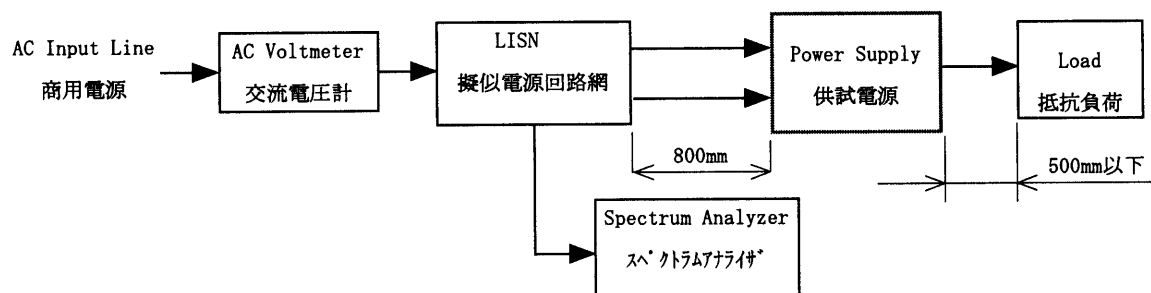 AC Input Line
商用電源
AC Voltmeter
交流電圧計
LISN
擬似電源回路網
Power Supply
供試電源
Load
抵抗負荷
800mm
500mm以下
Spectrum Analyzer
ｽﾍﾟｸﾄﾗﾑｱﾅﾗｲｻﾞ